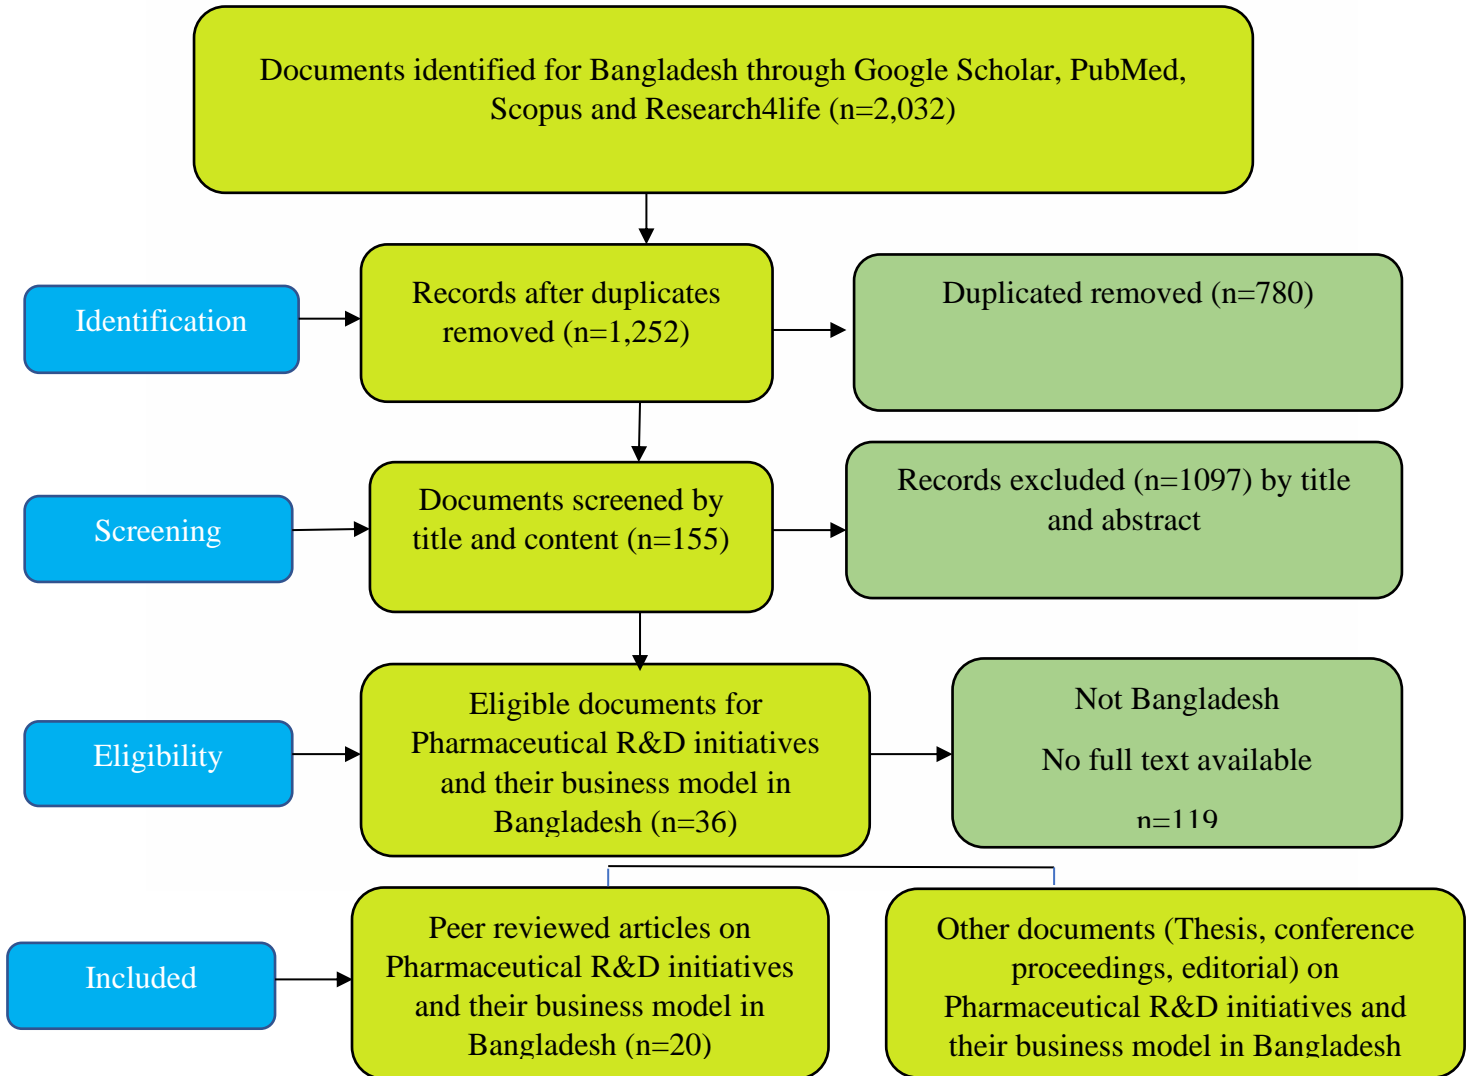 Documents identified for Bangladesh through Google Scholar, PubMed,
Scopus and Research4life (n=2,032)
Identification
Records after duplicates
removed (n=1,252)
Duplicated removed (n=780)
Screening
Documents screened by
title and content (n=155)
Records excluded (n=1097) by title
and abstract
Eligibility
Eligible documents for
Pharmaceutical R&D initiatives
and their business model in
Bangladesh (n=36)
Not Bangladesh
No full text available
n=119
Included
Peer reviewed articles on
Pharmaceutical R&D initiatives
and their business model in
Bangladesh (n=20)
Other documents (Thesis, conference
proceedings, editorial) on
Pharmaceutical R&D initiatives and
their business model in Bangladesh